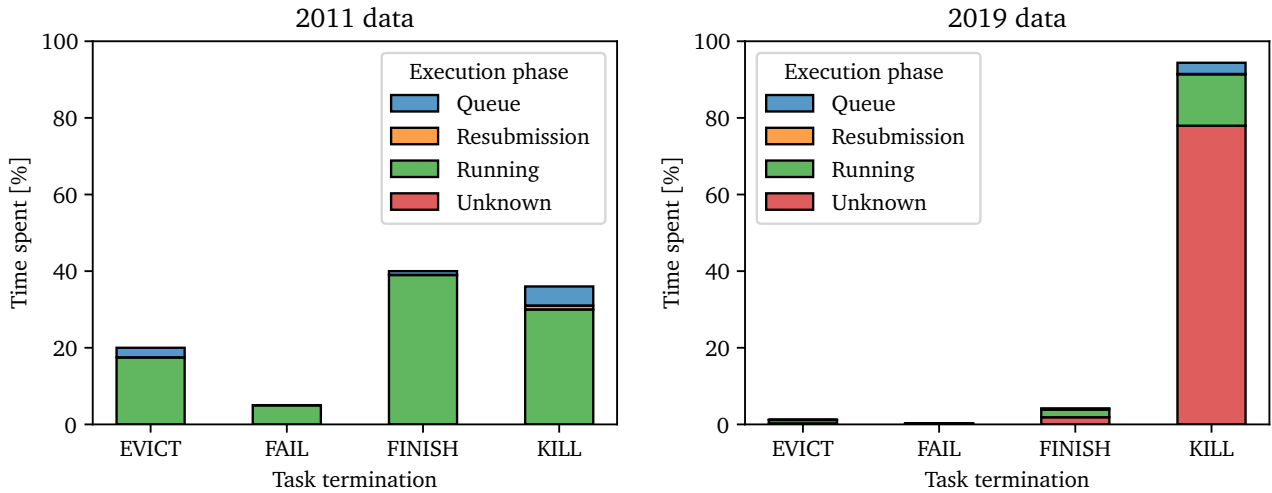 2011 data
Time spent [%]
100
80
60
40
20
0
Execution phase
Queue
Resubmission
Running
Unknown
EVICT FAIL FINISH KILL
Task termination
2019 data
Time spent [%]
100
80
60
40
20
0
Execution phase
Queue
Resubmission
Running
Unknown
EVICT FAIL FINISH KILL
Task termination